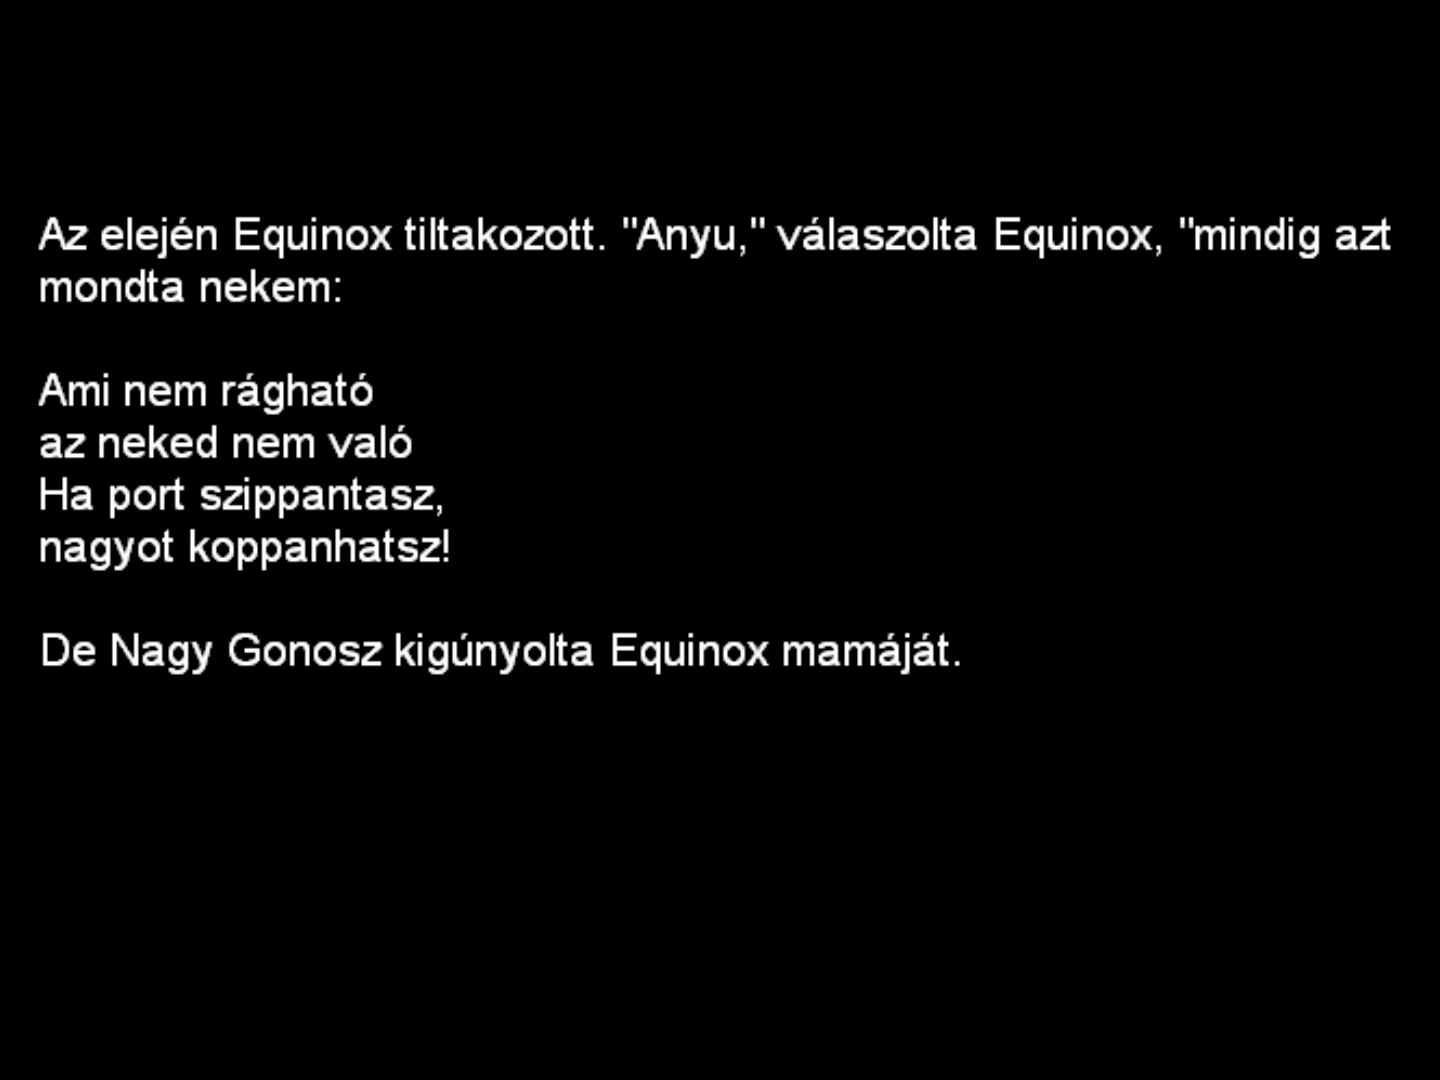 Az elején Equinox tiltakozott. "Anyu," válaszolta Equinox, "mindig azt
mondta nekem:
Ami nem rágható
az neked nem való
Ha port szippantasz,
nagyot koppanhatsz!
De Nagy Gonosz kigúnyolta Equinox mamáját.